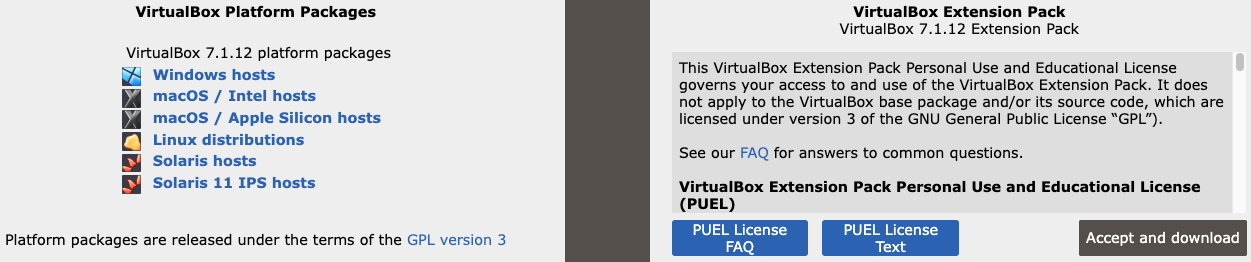 VirtualBox Platform Packages
VirtualBox 7.1.12 platform packages
Windows hosts
macOS / Intel hosts
macOS / Apple Silicon hosts
Linux distributions
Solaris hosts
Solaris 11 IPS hosts
Platform packages are released under the terms of the GPL version 3
VirtualBox Extension Pack
VirtualBox 7.1.12 Extension Pack
This VirtualBox Extension Pack Personal Use and Educational License
governs your access to and use of the VirtualBox Extension Pack. It does
not apply to the VirtualBox base package and/or its source code, which are
licensed under version 3 of the GNU General Public License “GPL”).
See our FAQ for answers to common questions.
VirtualBox Extension Pack Personal Use and Educational License
(PUEL)
PUEL License
FAQ
PUEL License
Text
Accept and download